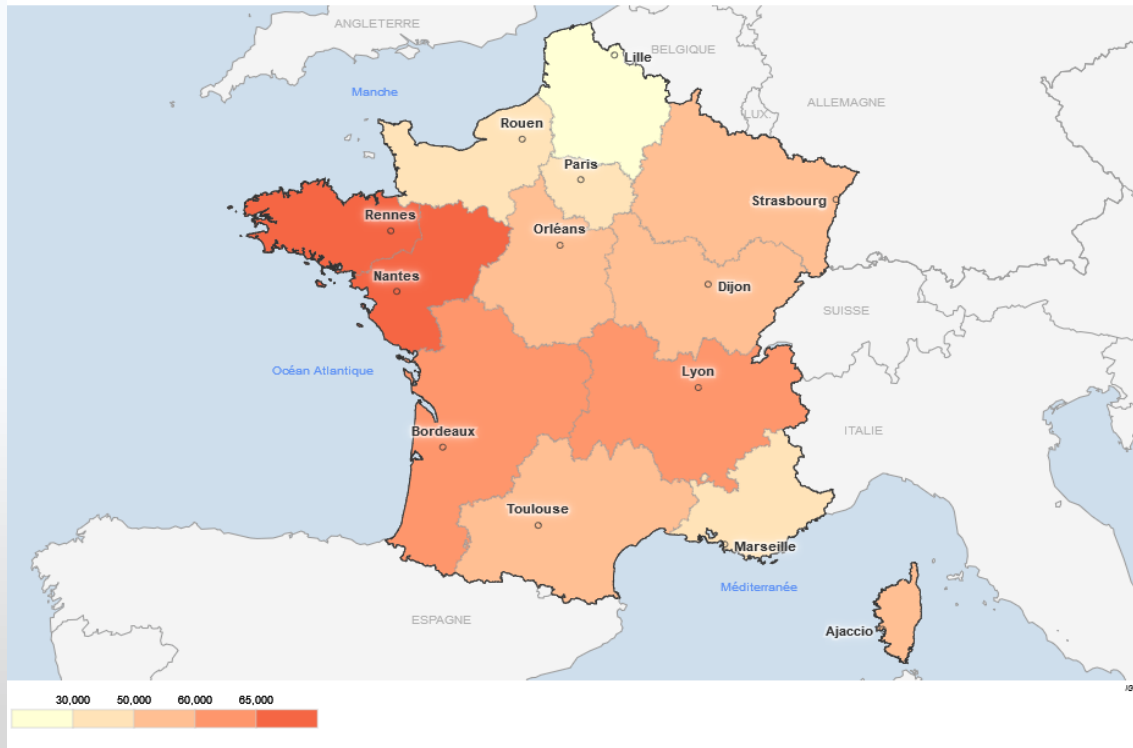 ANGLETERRE
BELGIQUE
Lille
Manche
ALLEMAGNE
LUX.
Rouen
Paris
Strasbourg
Rennes
Orléans
Nantes
Dijon
SUISSE
Océan Atlantique
Lyon
Bordeaux
ITALIE
Toulouse
Marseille
Méditerranée
ESPAGNE
Ajaccio
30,000 50,000 60,000 65,000